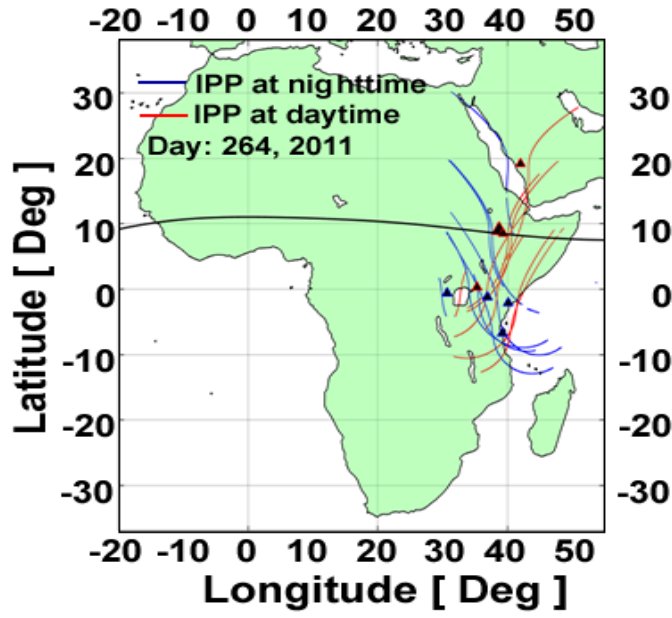 -20 -10 0 10 20 30 40 50
IPP at nighttime
IPP at daytime
Day: 264, 2011
30 30
20 20
10 10
0 0
-10 -10
-20 -20
-30 -30
Latitude [ Deg ]
-20 -10 0 10 20 30 40 50
Longitude [ Deg ]